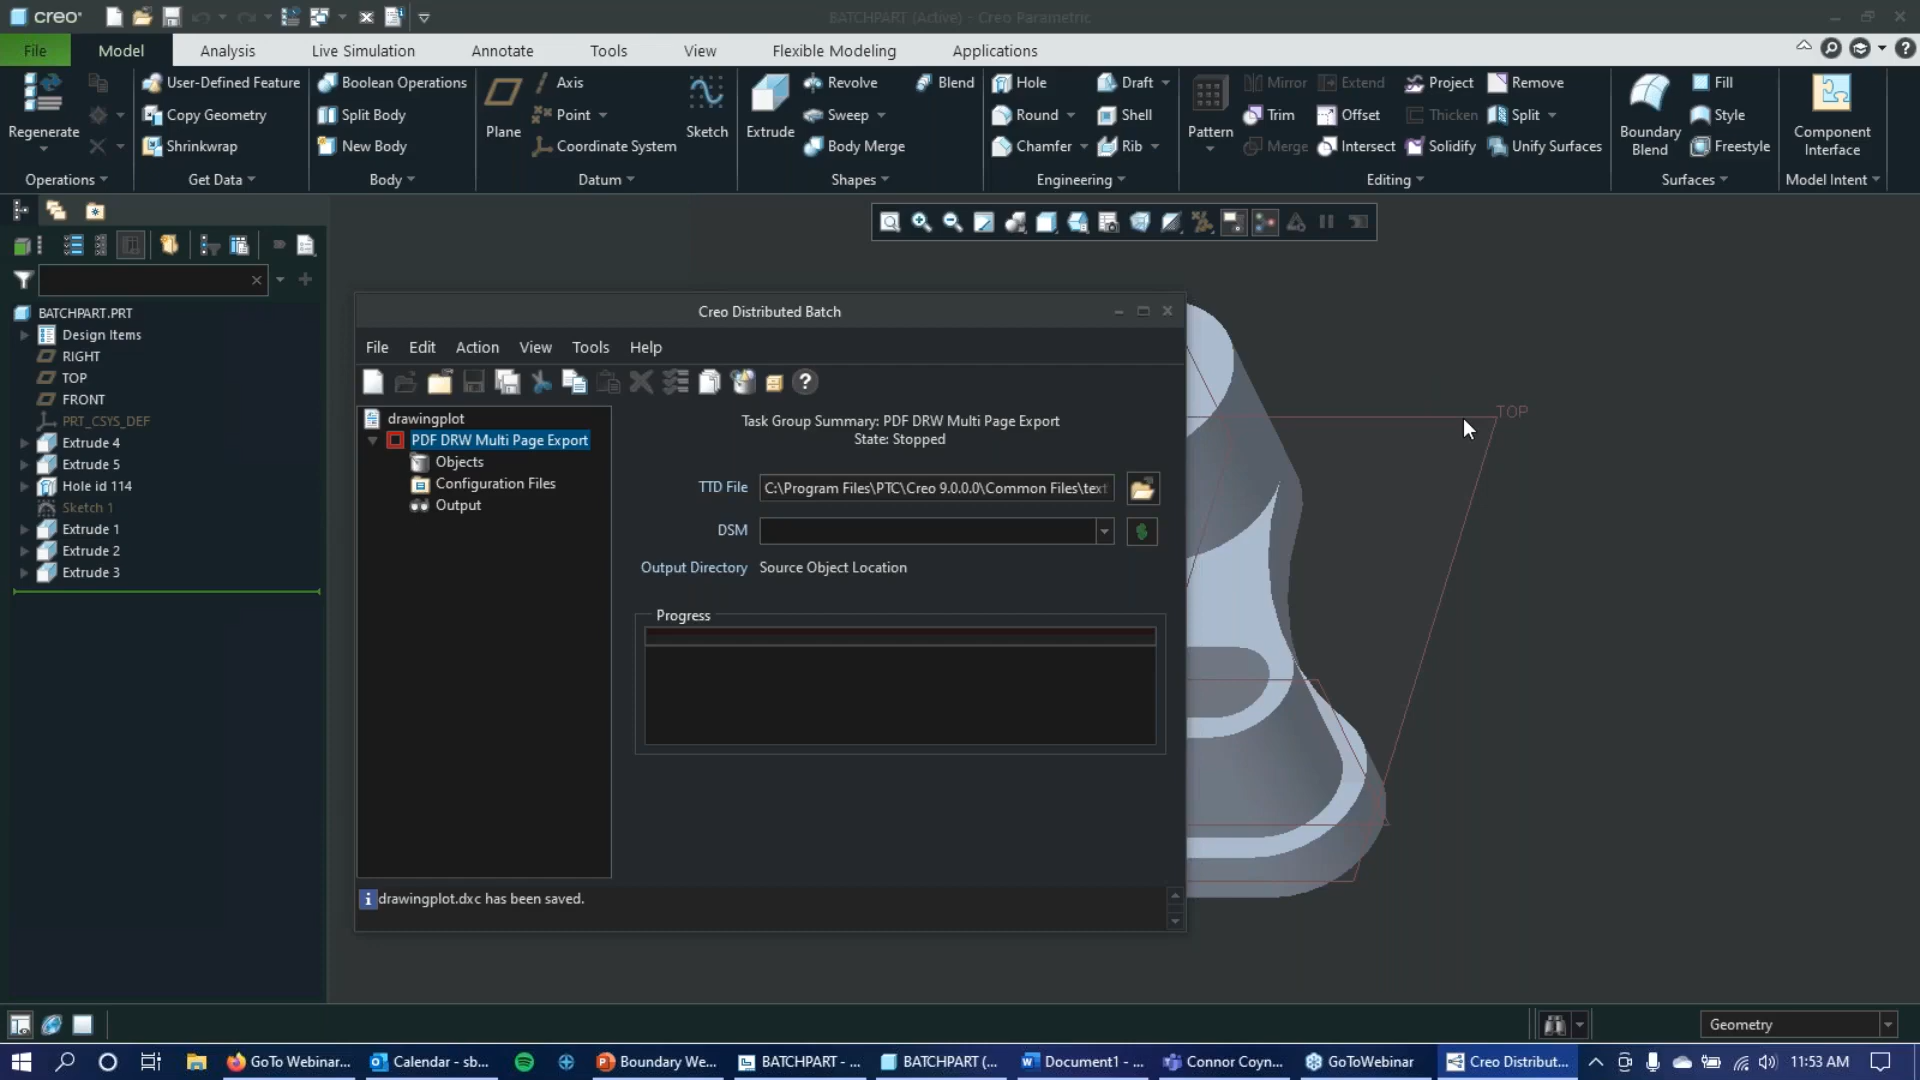 creo
BATCHPART (Active) - Creo Parametric
File
Model
Analysis
Live Simulation
Annotate
Tools
View
Flexible Modeling
Applications
Regenerate
Operations
User-Defined Feature
Copy Geometry
Shrinkwrap
Get Data
Boolean Operations
Split Body
New Body
Body
Plane
Axis
Point
Coordinate System
Sketch
Datum
Extrude
Revolve
Sweep
Body Merge
Blend
Shapes
Hole
Round
Chamfer
Draft
Shell
Rib
Engineering
Pattern
Mirror
Trim
Merge
Extend
Offset
Intersect
Project
Thicken
Solidify
Remove
Split
Unify Surfaces
Editing
Boundary
Blend
Fill
Style
Freestyle
Surfaces
Component
Interface
Model Intent
BATCHPART.PRT
Design Items
RIGHT
TOP
FRONT
PRT_CSYS_DEF
Extrude 4
Extrude 5
Hole id 114
Sketch 1
Extrude 1
Extrude 2
Extrude 3
TOP
Creo Distributed Batch
File Edit Action View Tools Help
drawingplot
PDF DRW Multi Page Export
Objects
Configuration Files
Output
Task Group Summary: PDF DRW Multi Page Export
State: Stopped
TTD File C:\Program Files\PTC\Creo 9.0.0.0\Common Files\text
DSM
Output Directory Source Object Location
Progress
drawingplot.dxc has been saved.
Geometry
GoTo Webinar...
Calendar - sb...
Boundary We...
BATCHPART - ...
BATCHPART (...
Document1 - ...
Connor Coyn...
GoToWebinar
Creo Distribut...
11:53 AM